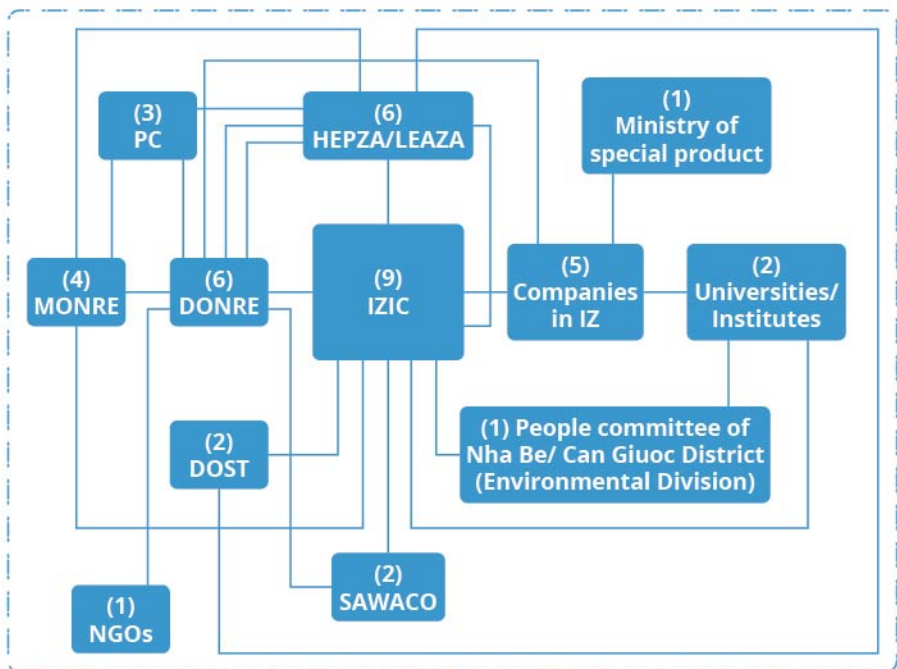 (3)
PC
(6)
HEPZA/LEAZA
(1)
Ministry of
special product
(4)
MONRE
(6)
DONRE
(9)
IZIC
(5)
Companies
in IZ
(2)
Universities/
Institutes
(2)
DOST
(1) People committee of
Nha Be/ Can Giuoc District
(Environmental Division)
(2)
SAWACO
(1)
NGOs